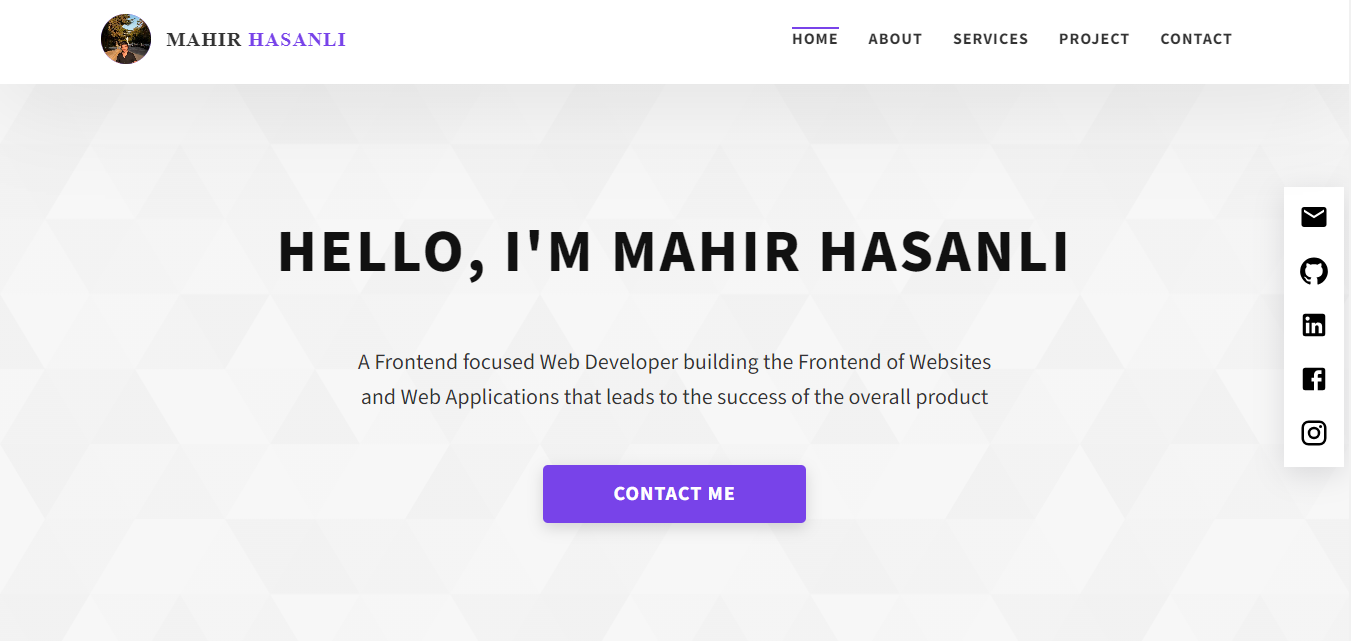 MAHIR HASANLI
HOME ABOUT SERVICES PROJECT CONTACT
HELLO, I'M MAHIR HASANLI
A Frontend focused Web Developer building the Frontend of Websites
and Web Applications that leads to the success of the overall product
CONTACT ME